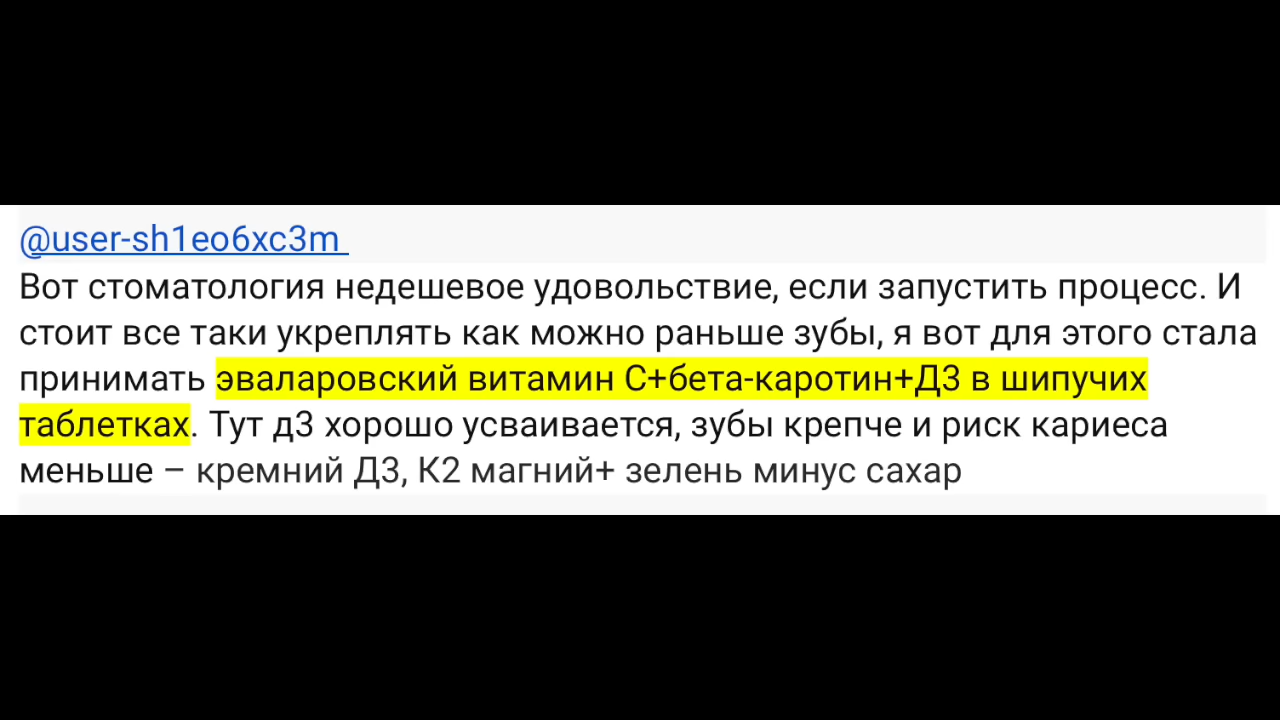 @user-sh1eo6xc3m
Вот стоматология недешевое удовольствие, если запустить процесс. И
стоит все таки укреплять как можно раньше зубы, я вот для этого стала
принимать эваларовский витамин С+бета-каротин+Д3 в шипучих
таблетках. Тут д3 хорошо усваивается, зубы крепче и риск кариеса
меньше – кремний Д3, К2 магний+ зелень минус сахар